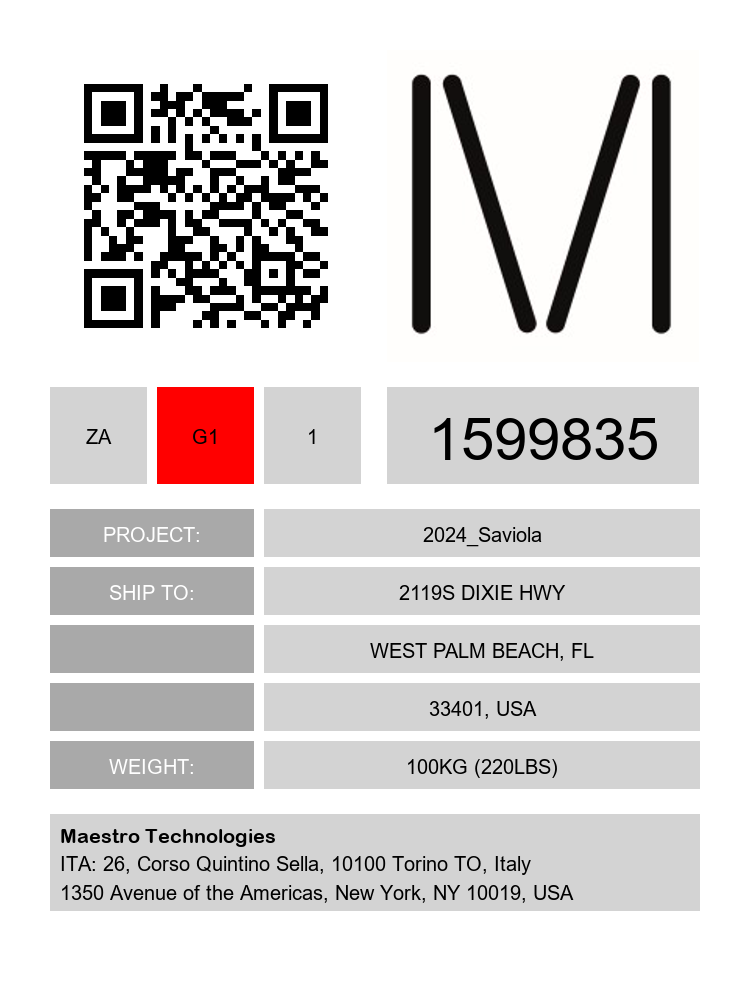 M
ZA G1 1 1599835
PROJECT: 2024_Saviola
SHIP TO: 2119S DIXIE HWY
WEST PALM BEACH, FL
33401, USA
WEIGHT: 100KG (220LBS)
Maestro Technologies
ITA: 26, Corso Quintino Sella, 10100 Torino TO, Italy
1350 Avenue of the Americas, New York, NY 10019, USA